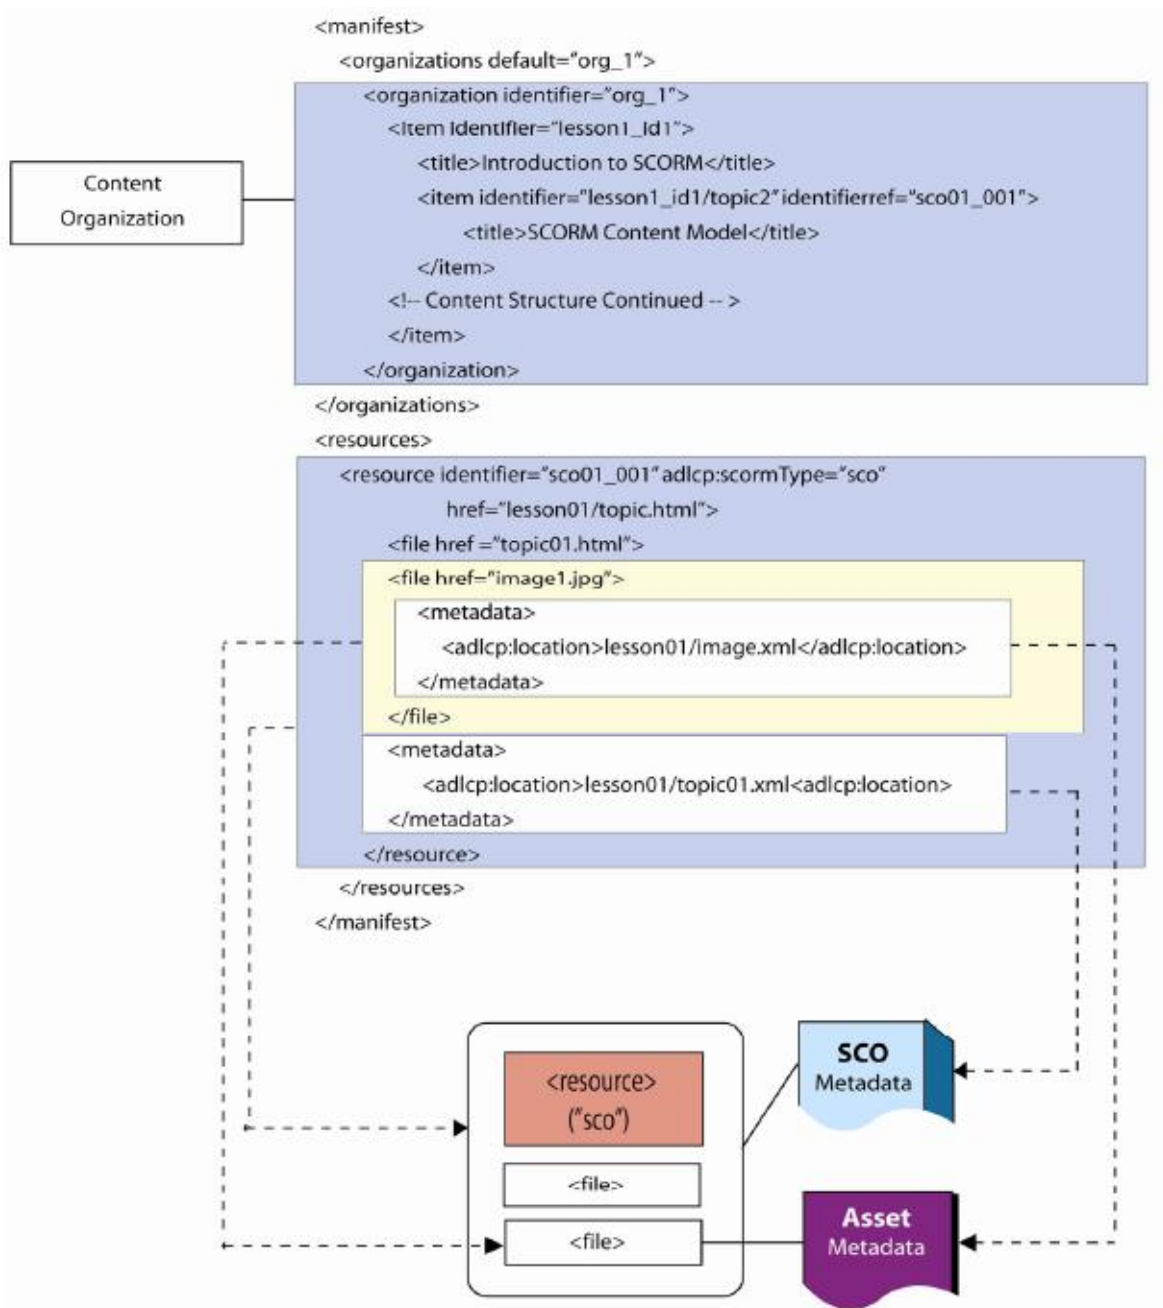 <manifest>
<organizations default="org_1">
<organization identifier="org_1">
<item identifier="lesson1_id1">
<title>Introduction to SCORM</title>
Content
Organization
<item identifier="lesson1_id1/topic2" identifierref="sco01_001">
<title>SCORM Content Model</title>
</item>
<!-- Content Structure Continued -- >
</item>
</organization>
</organizations>
<resources>
<resource identifier="sco01_001" adlcp:scormType="sco"
href="lesson01/topic.html">
<file href ="topic01.html">
<file href="image1.jpg">
<metadata>
<adlcp:location>lesson01/image.xml</adlcp:location>
</metadata>
</file>
<metadata>
<adlcp:location>lesson01/topic01.xml<adlcp:location>
</metadata>
</resource>
</resources>
</manifest>
<resource>
("sco")
<file>
<file>
SCO
Metadata
Asset
Metadata